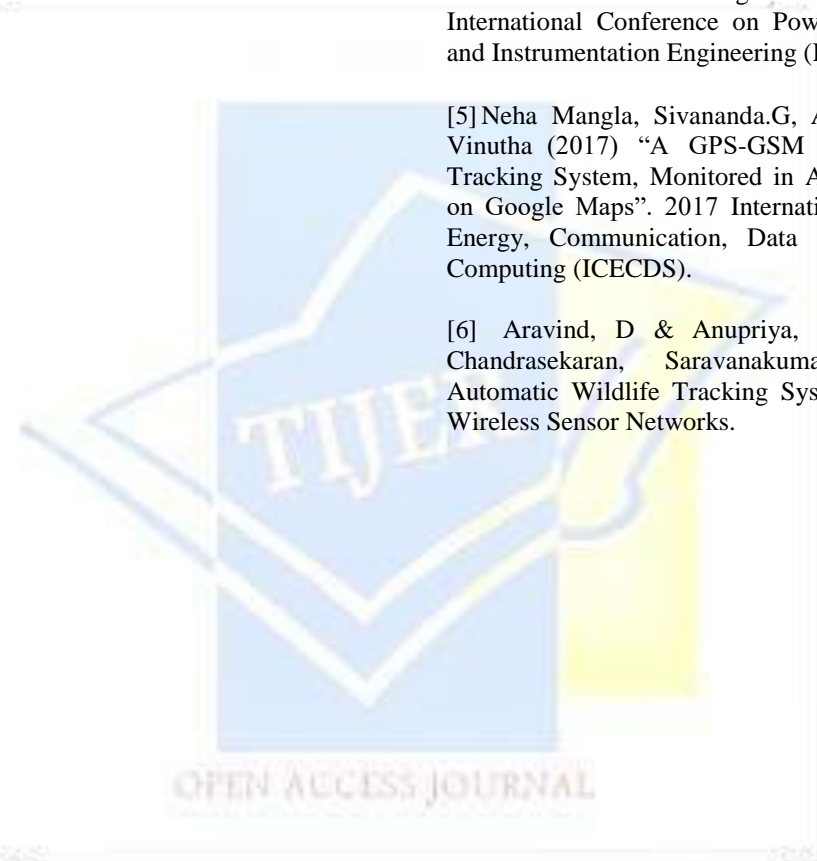 International Conference on Pow
and Instrumentation Engineering (
[5] Neha Mangla, Sivananda.G, A
Vinutha (2017) “A GPS-GSM
Tracking System, Monitored in A
on Google Maps”. 2017 Internati
Energy, Communication, Data
Computing (ICECDS).
[6] Aravind, D & Anupriya,
Chandrasekaran, Saravanakuma
Automatic Wildlife Tracking Sys
Wireless Sensor Networks.
TIJER
OPEN ACCESS JOURNAL